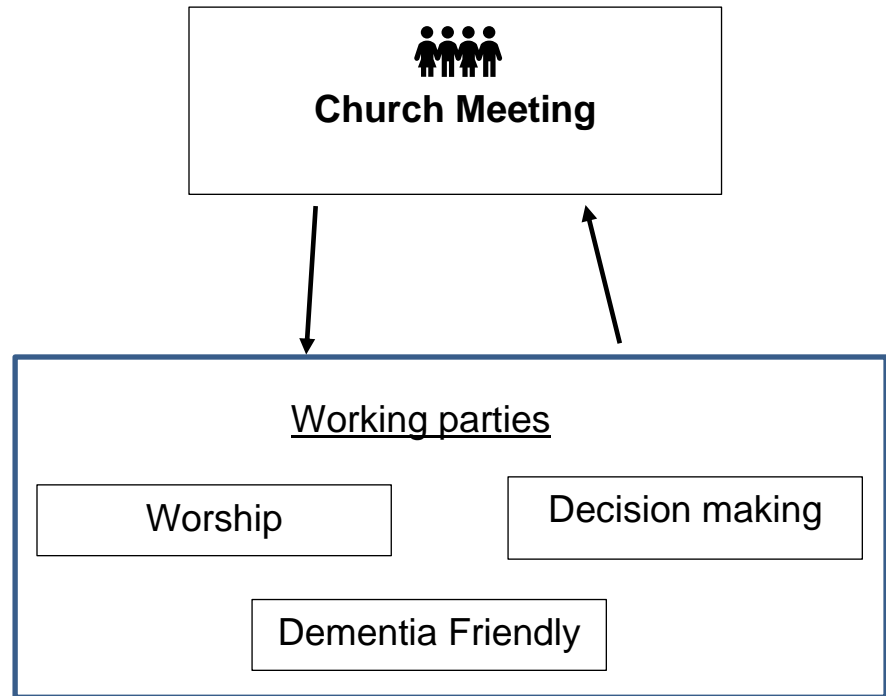 Church Meeting
Working parties
Worship
Decision making
Dementia Friendly